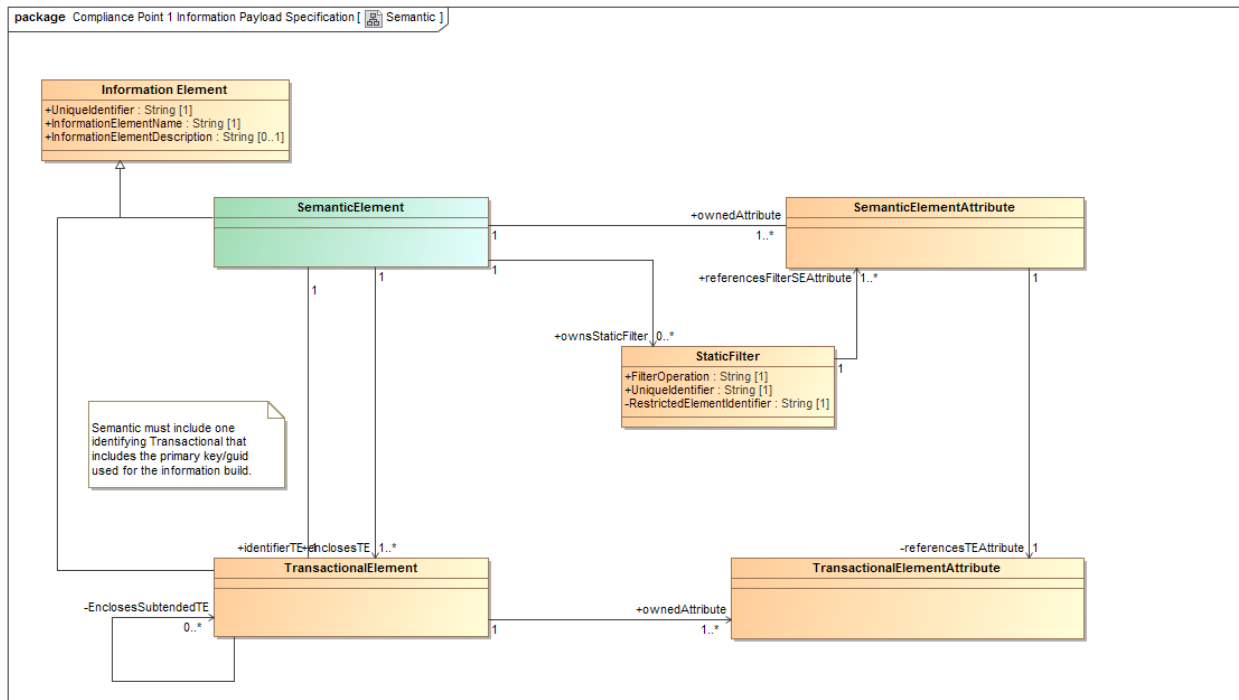 package Compliance Point 1 Information Payload Specification [ Semantic ]
Information Element
+UniqueIdentifier : String [1]
+InformationElementName : String [1]
+InformationElementDescription : String [0..1]
SemanticElement
SemanticElementAttribute
+ownedAttribute
1
1..*
1
+referencesFilterSEAttribute
1..*
1
1
1
+ownsStaticFilter
0..*
StaticFilter
+FilterOperation : String [1]
+UniqueIdentifier : String [1]
-RestrictedElementIdentifier : String [1]
1
Semantic must include one
identifying Transactional that
includes the primary key/guid
used for the information build.
+identifierTE
1
+enclosesTE
1..*
-referencesTEAttribute
1
TransactionalElement
TransactionalElementAttribute
-EnclosesSubtendedTE
0..*
+ownedAttribute
1
1..*